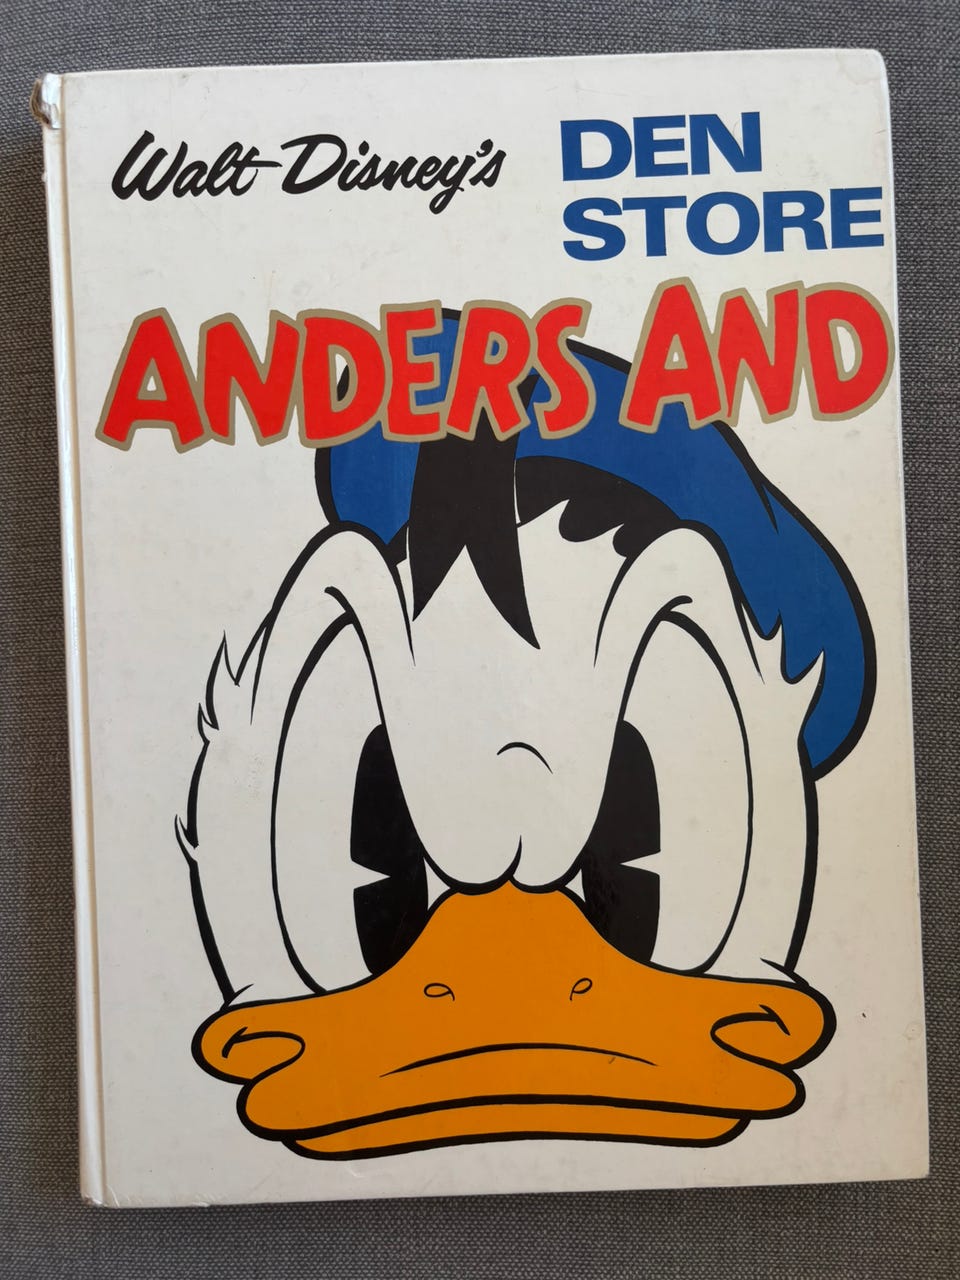 Walt Disney's
DEN
STORE
ANDERS AND